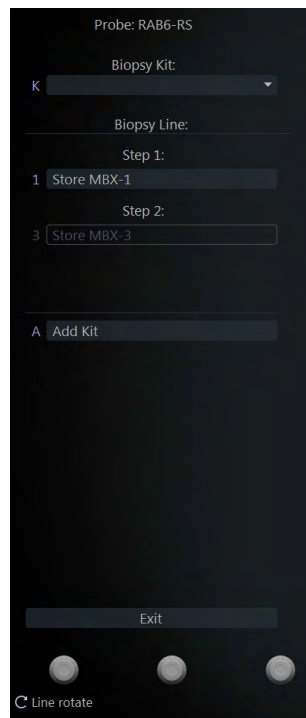 Probe: RAB6-RS
Biopsy Kit:
K
Biopsy Line:
Step 1:
1 Store MBX-1
Step 2:
3 Store MBX-3
A Add Kit
Exit
Line rotate